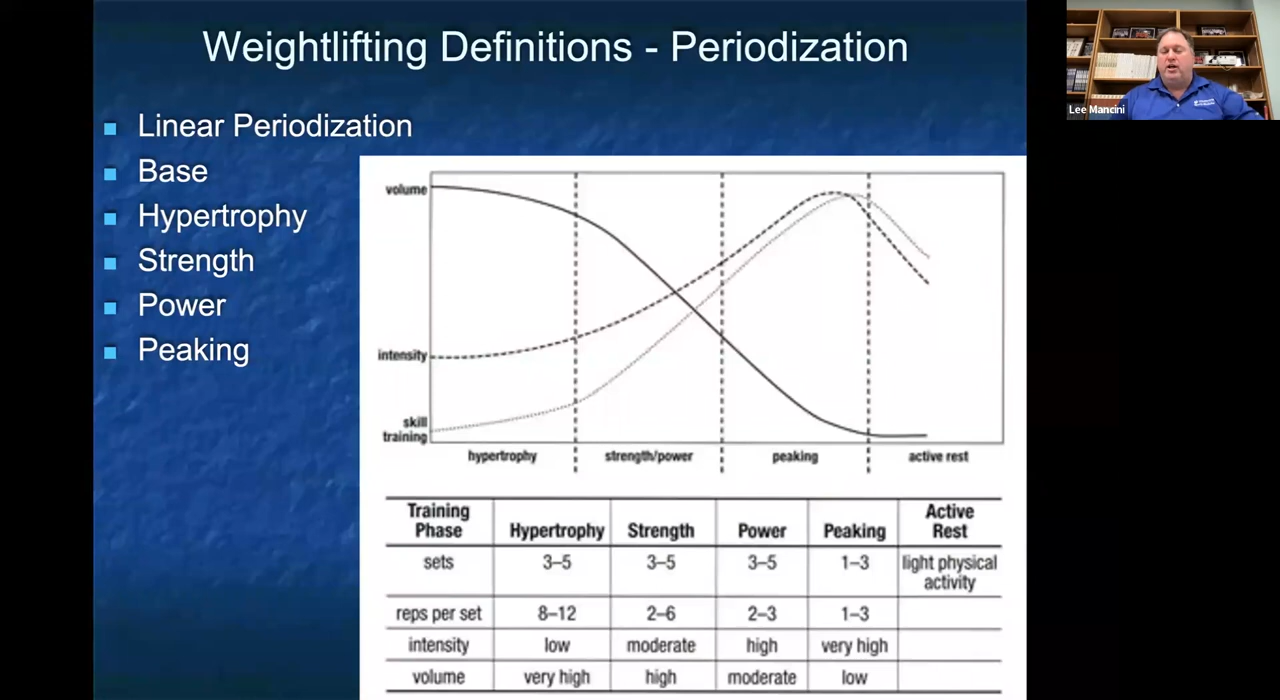 Weightlifting Definitions - Periodization
Linear Periodization
Base
Hypertrophy
Strength
Power
Peaking
volume
intensity
skill
training
hypertrophy strength/power peaking active rest
Training Phase Hypertrophy Strength Power Peaking Active Rest
sets 3–5 3–5 3–5 1–3 light physical activity
reps per set 8–12 2–6 2–3 1–3
intensity low moderate high very high
volume very high high moderate low
Lee Mancini